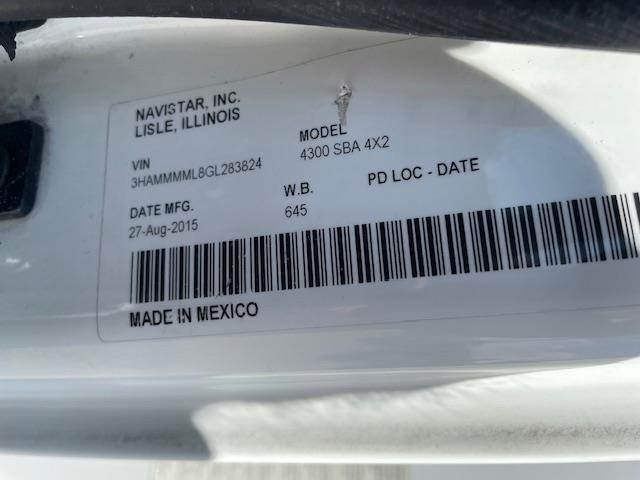 NAVISTAR, INC.
LISLE, ILLINOIS
VIN
3HAMMMML8GL283824
MODEL
4300 SBA 4X2
DATE MFG.
27-Aug-2015
W.B.
645
PD LOC - DATE
MADE IN MEXICO